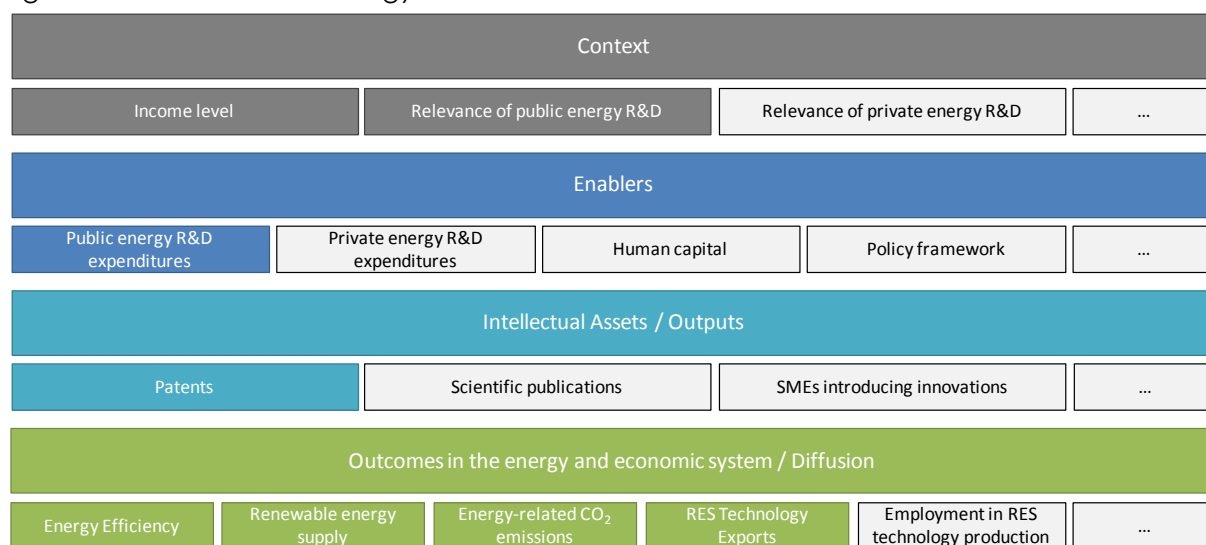 Context
Income level
Relevance of public energy R&D
Relevance of private energy R&D
...
Enablers
Public energy R&D
expenditures
Private energy R&D
expenditures
Human capital
Policy framework
...
Intellectual Assets / Outputs
Patents
Scientific publications
SMEs introducing innovations
...
Outcomes in the energy and economic system / Diffusion
Energy Efficiency
Renewable energy
supply
Energy-related CO₂
emissions
RES Technology
Exports
Employment in RES
technology production
...